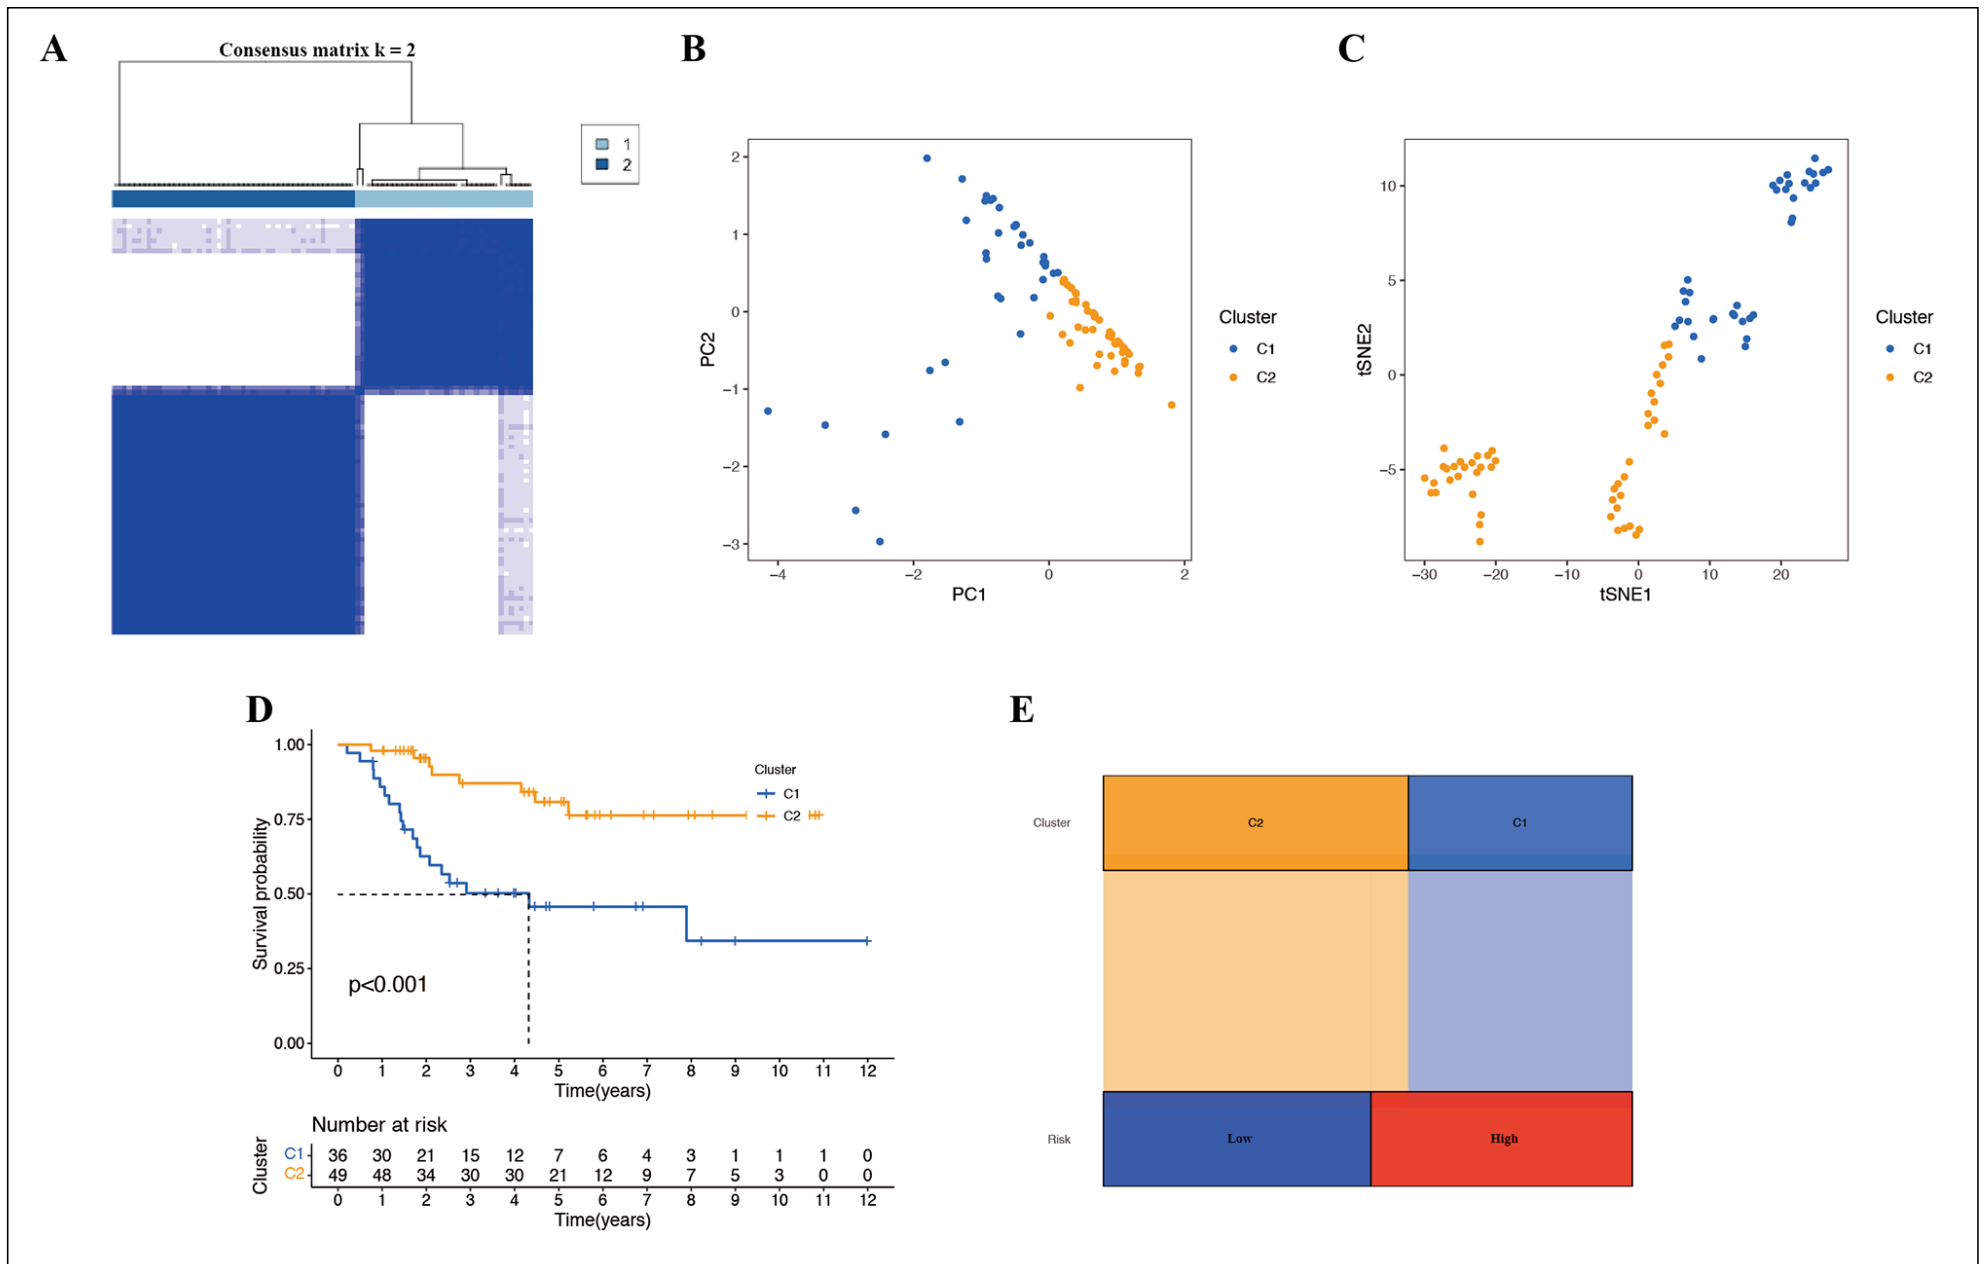 A
Consensus matrix k = 2
1
2
B
2
1
0
−1
−2
−3
PC2
−4
−2
0
2
PC1
Cluster
C1
C2
C
10
5
0
−5
tSNE2
−30
−20
−10
0
10
20
tSNE1
Cluster
C1
C2
D
1.00
0.75
0.50
0.25
0.00
Survival probability
Cluster
C1
C2
p<0.001
0 1 2 3 4 5 6 7 8 9 10 11 12
Time(years)
Number at risk
Cluster
C1 36 30 21 15 12 7 6 4 3 1 1 1 0
C2 49 48 34 30 30 21 12 9 7 5 3 0 0
0 1 2 3 4 5 6 7 8 9 10 11 12
Time(years)
E
Cluster
C2
C1
Risk
Low
High